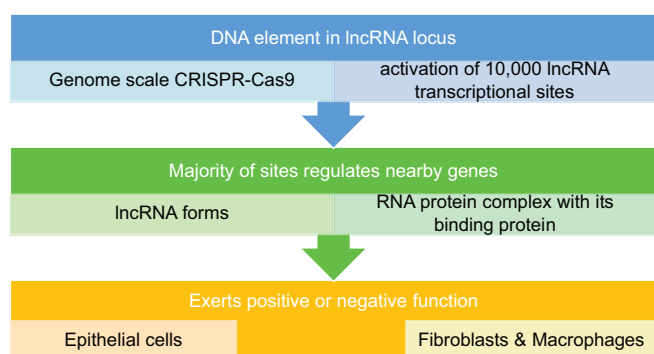 DNA element in lncRNA locus
Genome scale CRISPR-Cas9
activation of 10,000 lncRNA
transcriptional sites
Majority of sites regulates nearby genes
lncRNA forms
RNA protein complex with its
binding protein
Exerts positive or negative function
Epithelial cells
Fibroblasts & Macrophages